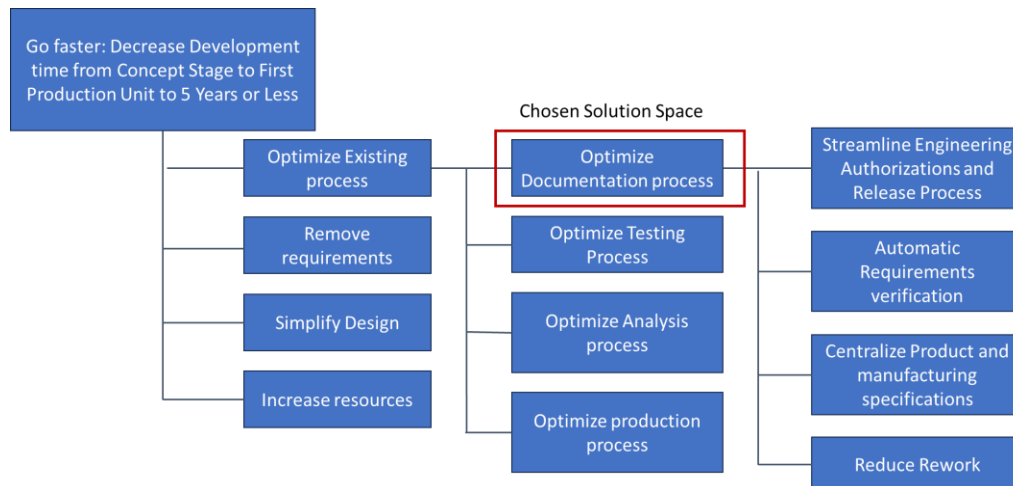 Go faster: Decrease Development
time from Concept Stage to First
Production Unit to 5 Years or Less
Optimize Existing
process
Remove
requirements
Simplify Design
Increase resources
Chosen Solution Space
Optimize
Documentation process
Optimize Testing
Process
Optimize Analysis
process
Optimize production
process
Streamline Engineering
Authorizations and
Release Process
Automatic
Requirements
verification
Centralize Product and
manufacturing
specifications
Reduce Rework